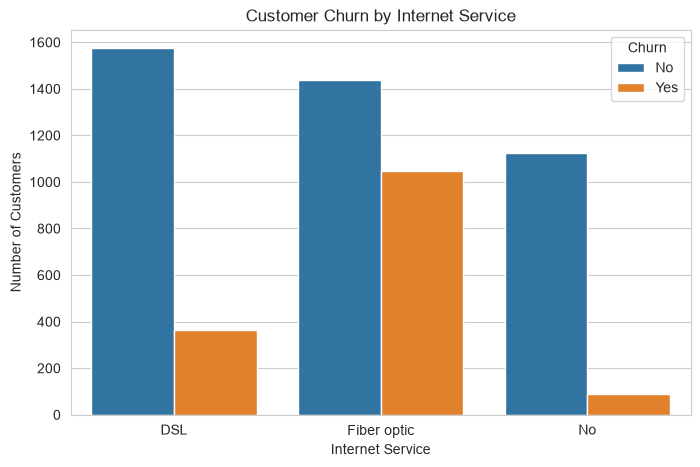 Customer Churn by Internet Service
Churn
No
Yes
1600
1400
1200
1000
800
600
400
200
0
Number of Customers
DSL
Fiber optic
No
Internet Service